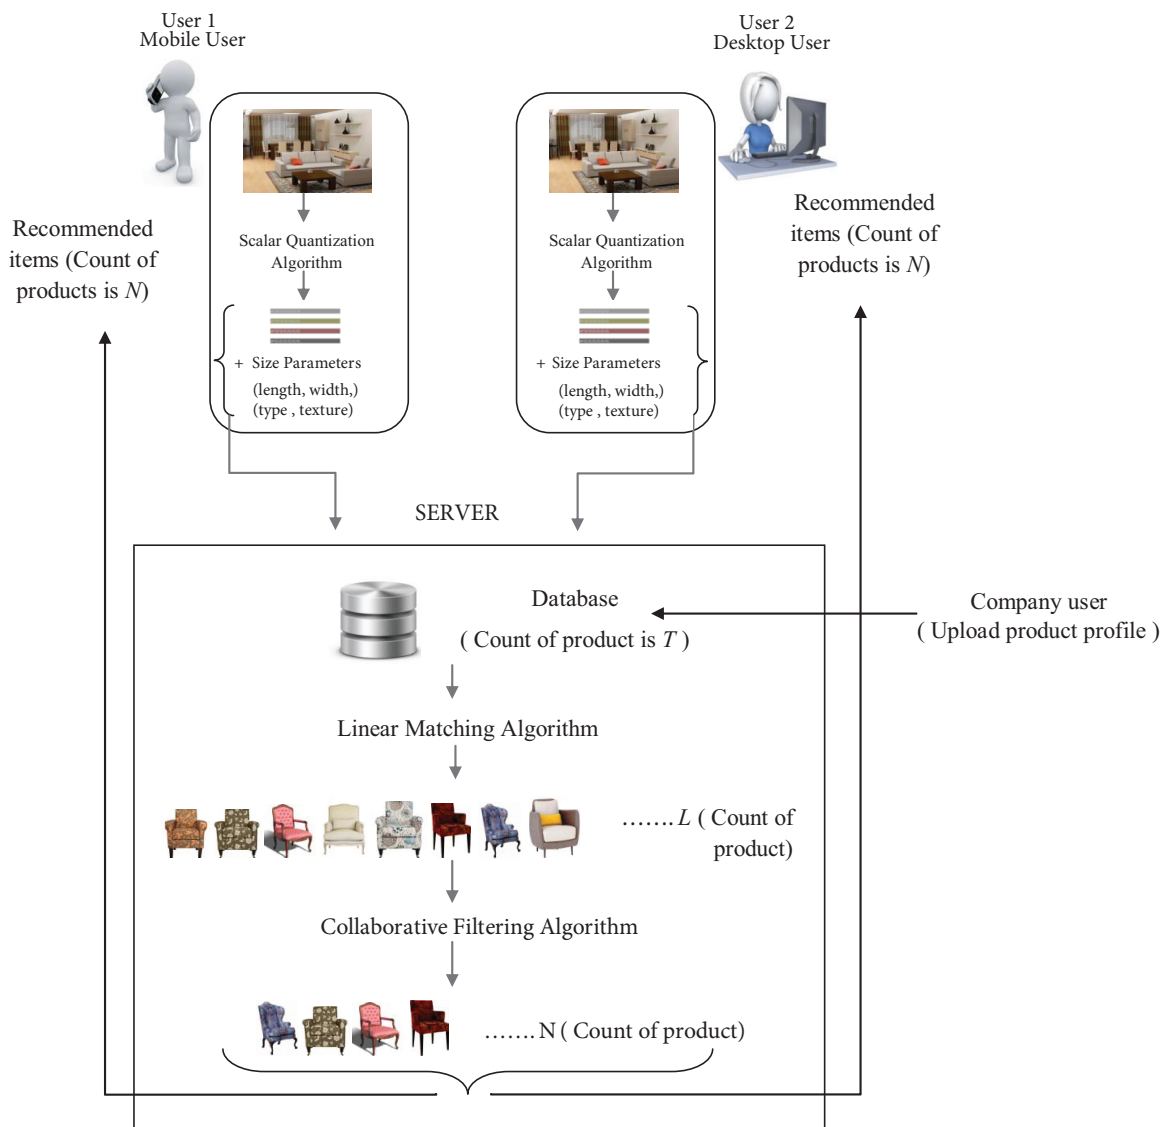 User 1
Mobile User
User 2
Desktop User
Recommended
items (Count of
products is N)
Scalar Quantization
Algorithm
+ Size Parameters
(length, width,)
(type , texture)
Scalar Quantization
Algorithm
+ Size Parameters
(length, width,)
(type , texture)
Recommended
items (Count of
products is N)
SERVER
Database
( Count of product is T )
Company user
( Upload product profile )
Linear Matching Algorithm
....... L ( Count of
product)
Collaborative Filtering Algorithm
....... N ( Count of product)